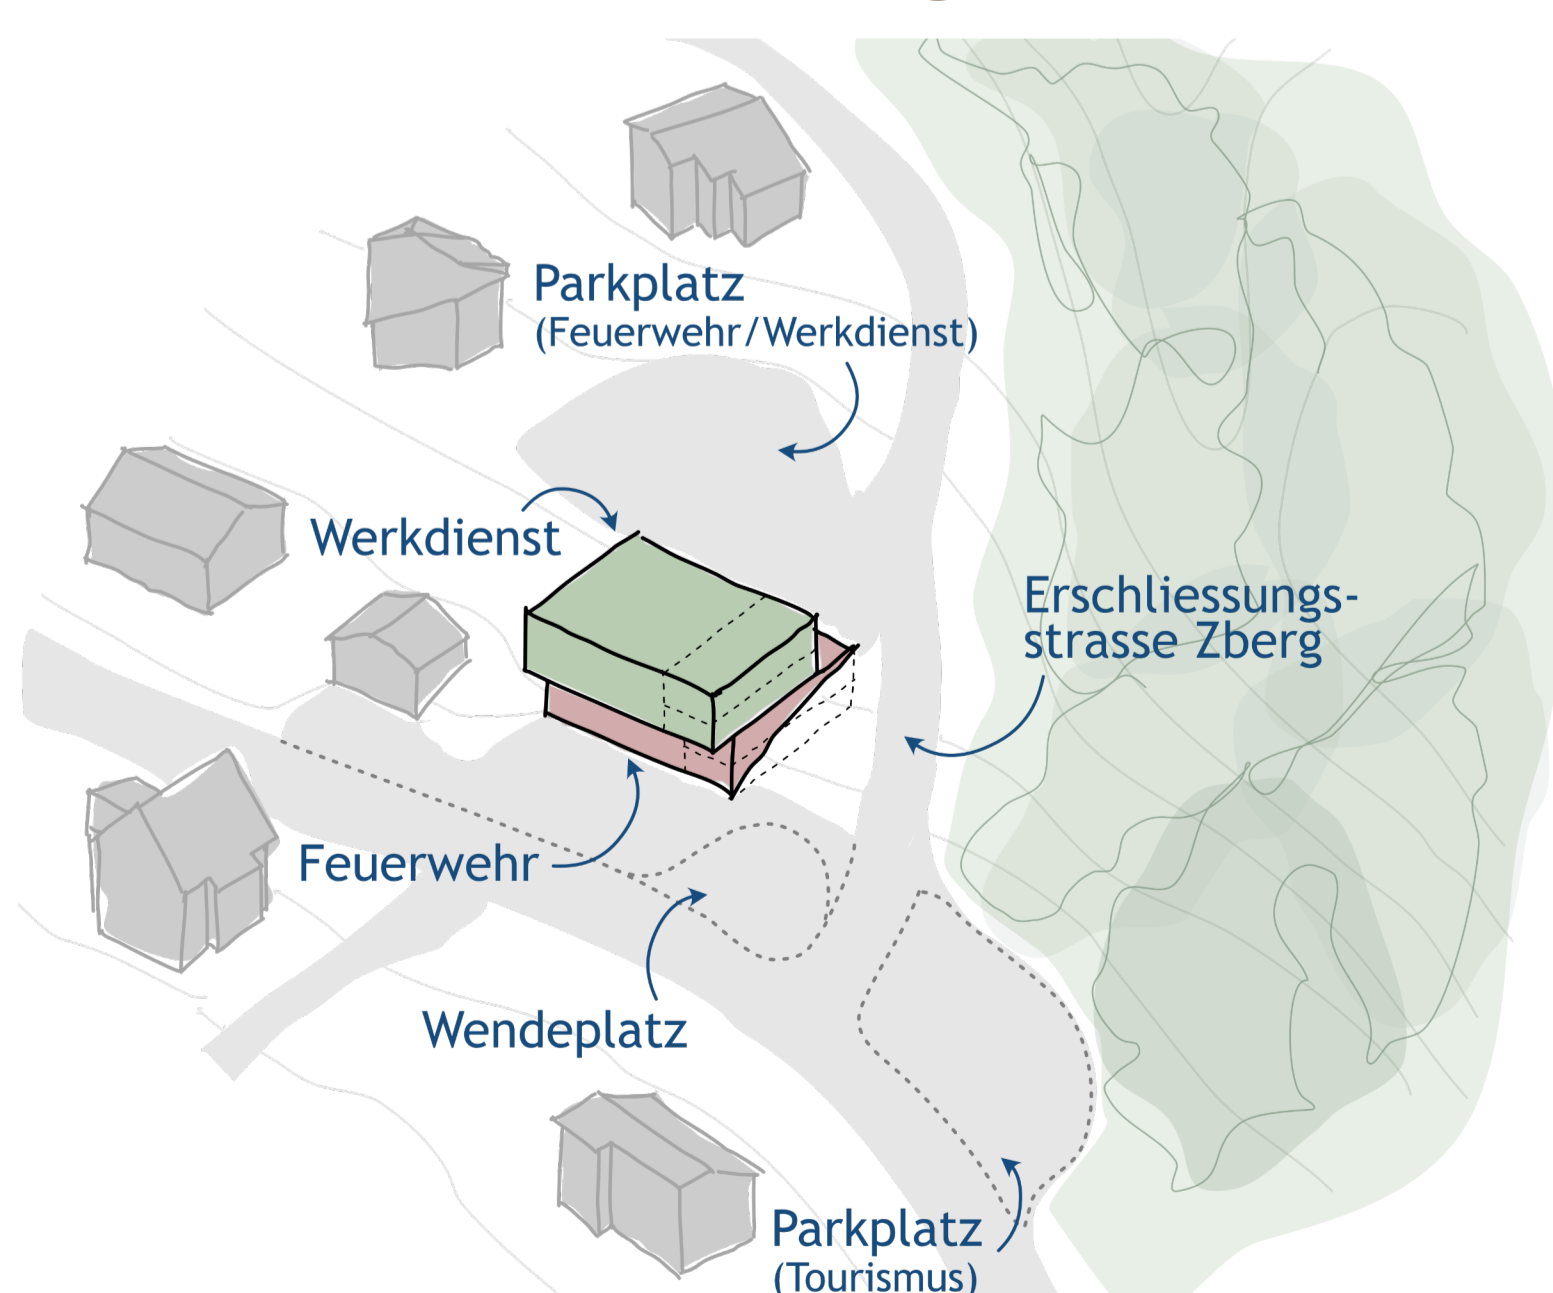 Parkplatz
(Feuerwehr/Werkdienst)
Werkdienst
Erschliessungs-
strasse Zberg
Feuerwehr
Wendeplatz
Parkplatz
(Tourismus)